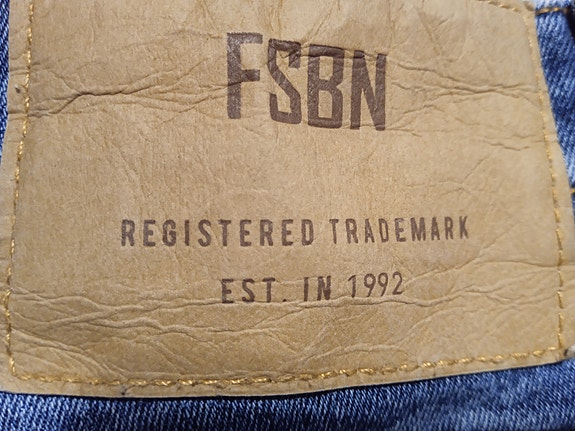 FSBN
REGISTERED TRADEMARK
EST. IN 1992